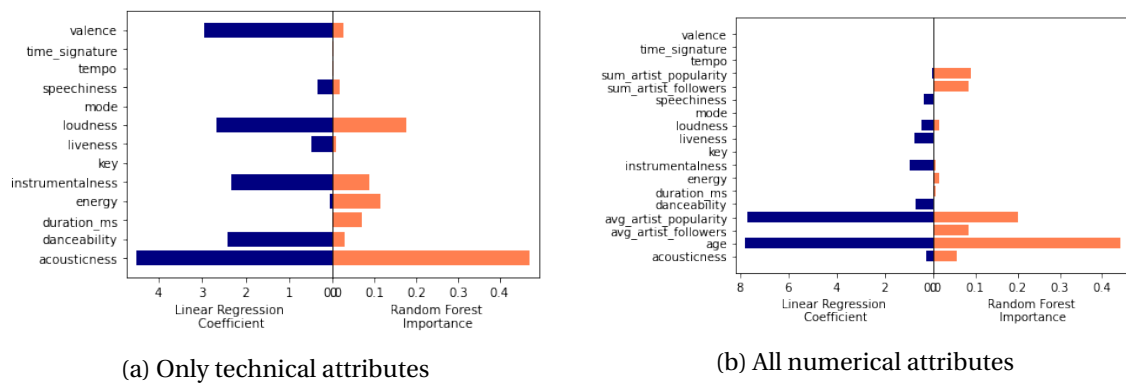 valence
time_signature
tempo
speechiness
mode
loudness
liveness
key
instrumentalness
energy
duration_ms
danceability
acousticness
4 3 2 1 0 0 0.1 0.2 0.3 0.4
Linear Regression Random Forest
Coefficient Importance
(a) Only technical attributes
valence
time_signature
tempo
sum_artist_popularity
sum_artist_followers
speechiness
mode
loudness
liveness
key
instrumentalness
energy
duration_ms
danceability
avg_artist_popularity
avg_artist_followers
age
acousticness
8 6 4 2 0 0 0.1 0.2 0.3 0.4
Linear Regression Random Forest
Coefficient Importance
(b) All numerical attributes